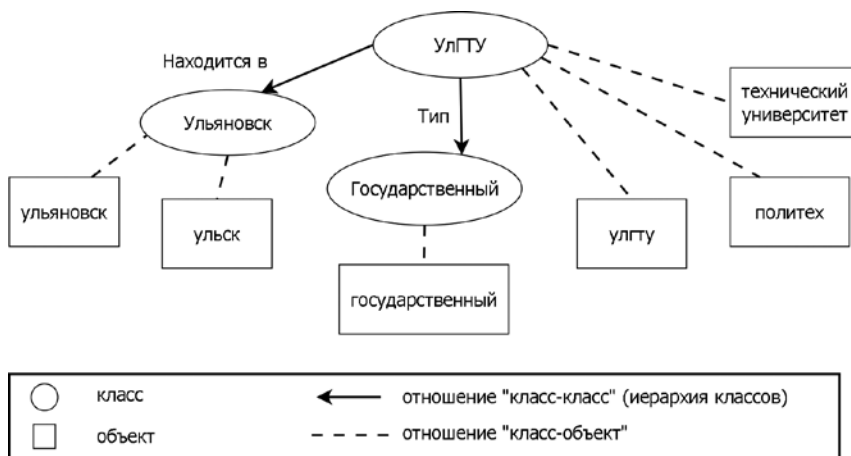 УлГТУ
Находится в
технический
университет
Тип
Ульяновск
Государственный
ульяновск
ульск
улгту
политех
государственный
класс
отношение "класс-класс" (иерархия классов)
объект
отношение "класс-объект"